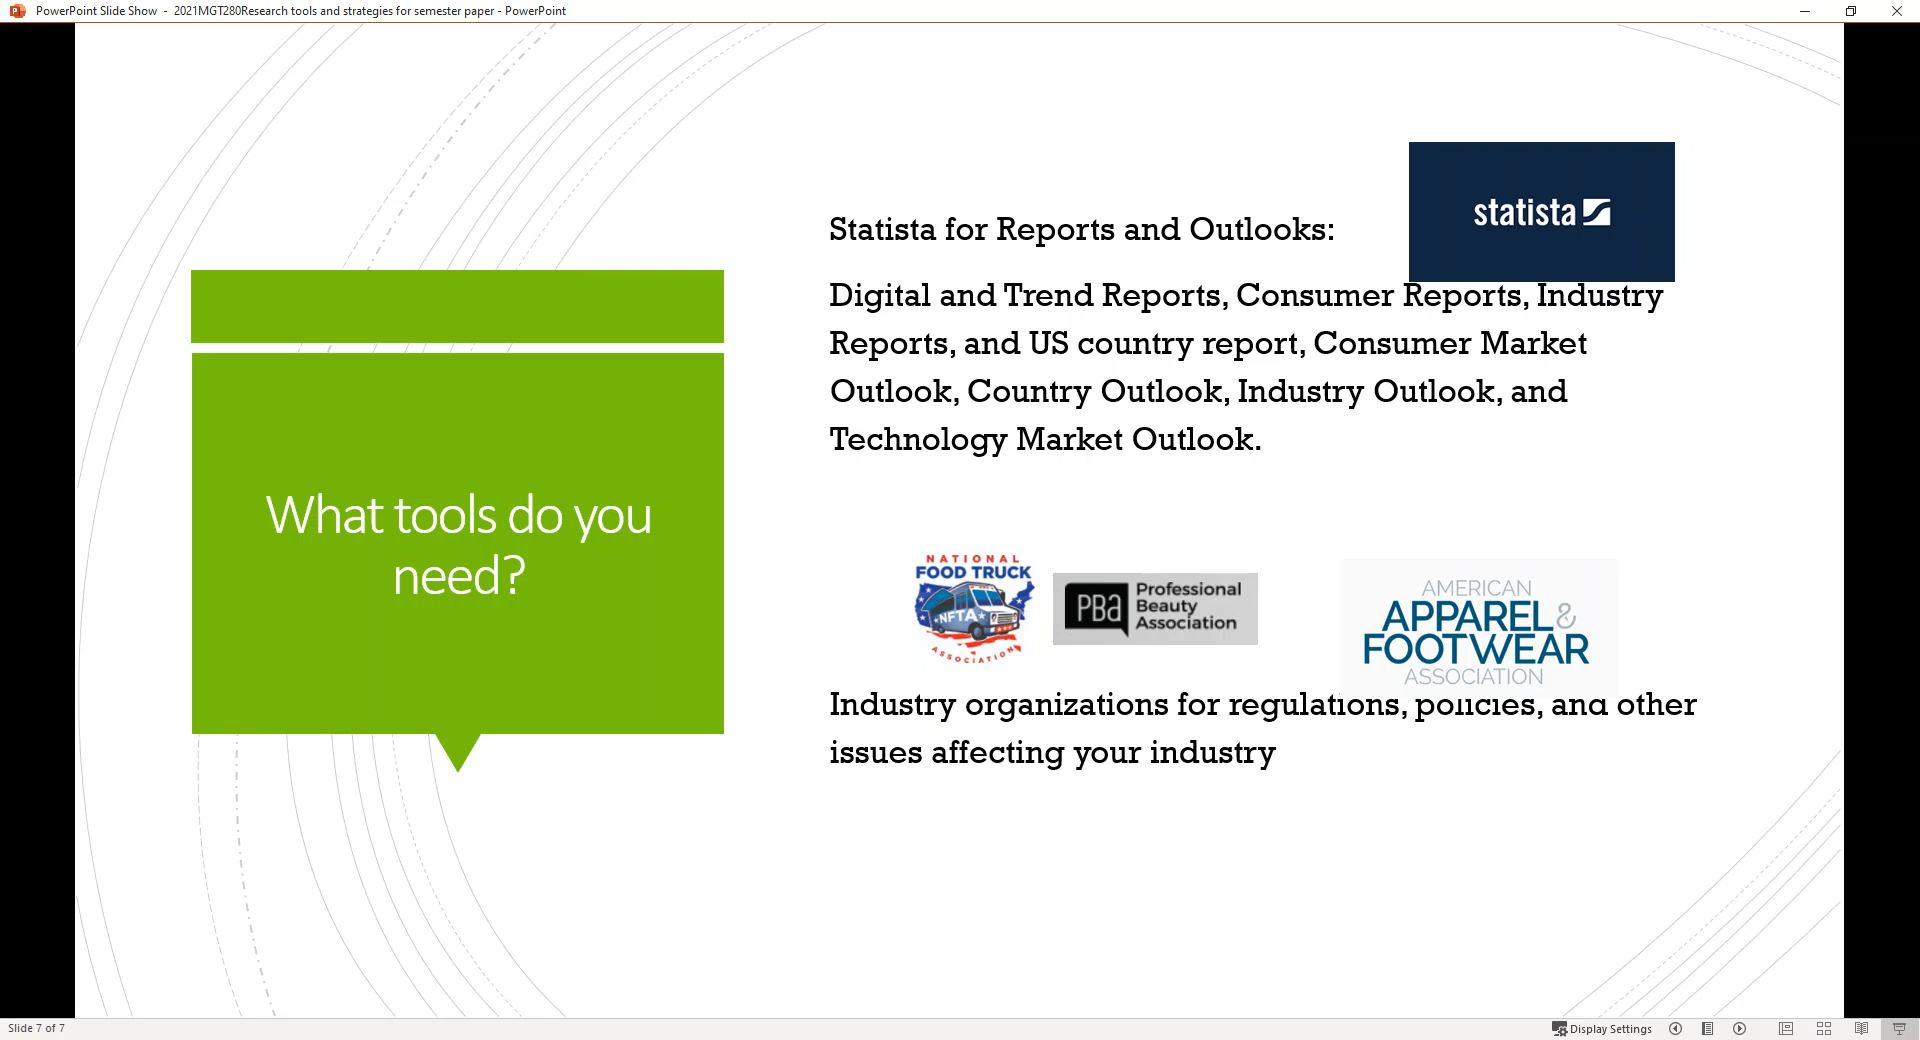 PowerPoint Slide Show - 2021MGT280Research tools and strategies for semester paper - PowerPoint
statista
Statista for Reports and Outlooks:
Digital and Trend Reports, Consumer Reports, Industry
Reports, and US country report, Consumer Market
Outlook, Country Outlook, Industry Outlook, and
Technology Market Outlook.
What tools do you
need?
NATIONAL
FOOD TRUCK
NFTA
ASSOCIATION
PBa
Professional
Beauty
Association
AMERICAN
APPAREL &
FOOTWEAR
ASSOCIATION
Industry organizations for regulations, policies, and other
issues affecting your industry
Slide 7 of 7
Display Settings